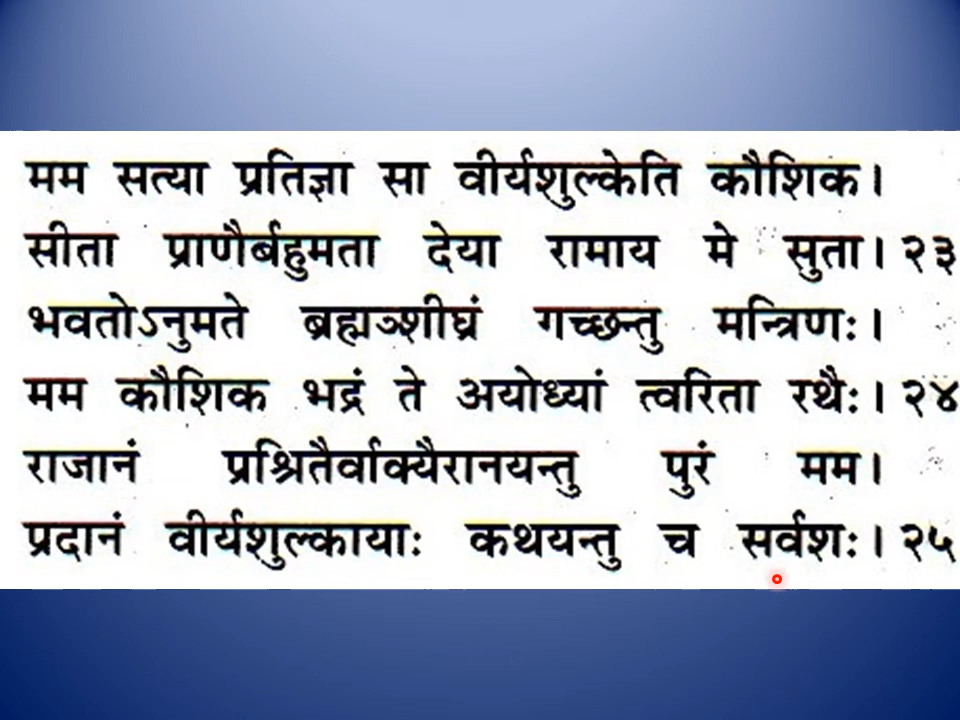 मम सत्या प्रतिज्ञा सा वीर्यशुल्केति कौशिक।
सीता प्राणैर्बहुमता देया रामाय मे सुता। २३
भवतोऽनुमते ब्रह्मञ्शीघ्रं गच्छन्तु मन्त्रिणः।
मम कौशिक भद्रं ते अयोध्यां त्वरिता रथैः। २४
राजानं प्रश्रितैर्वाक्यैरानयन्तु पुरं मम।
प्रदानं वीर्यशुल्कायाः कथयन्तु च सर्वशः। २५